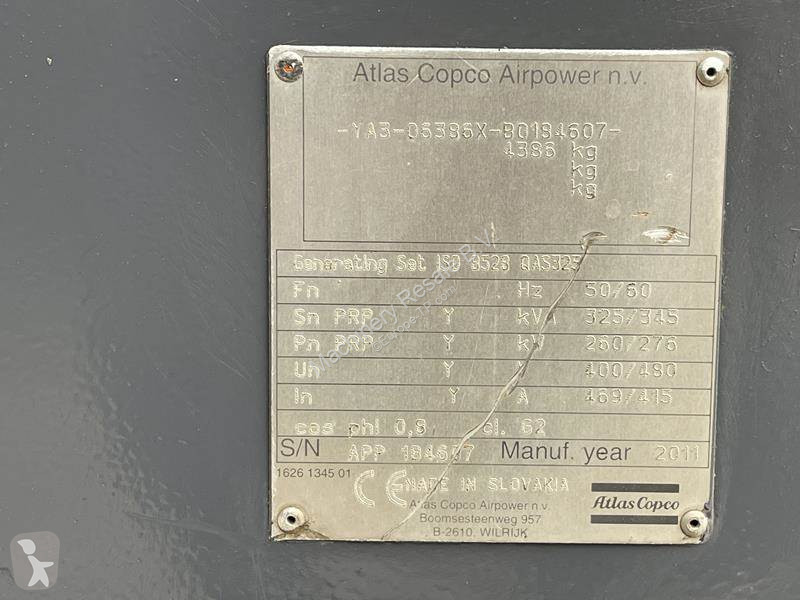 Atlas Copco Airpower n.v.
-YA3-06386X-B0184607-
4386 kg
kg
kg
Generating Set ISO 8528 QAS325
Fn Hz 50/60
Sn PRP Y kVA 325/345
Pn PRP Y kW 260/276
Un Y 400/480
In Y A 469/415
cos phi 0,8 cl. G2
S/N APP 184607 Manuf. year 2011
1626 1345 01
CE MADE IN SLOVAKIA
Atlas Copco Airpower n.v.
Boomsesteenweg 957
B-2610, WILRIJK
Atlas Copco
Machinery Resale B.V.